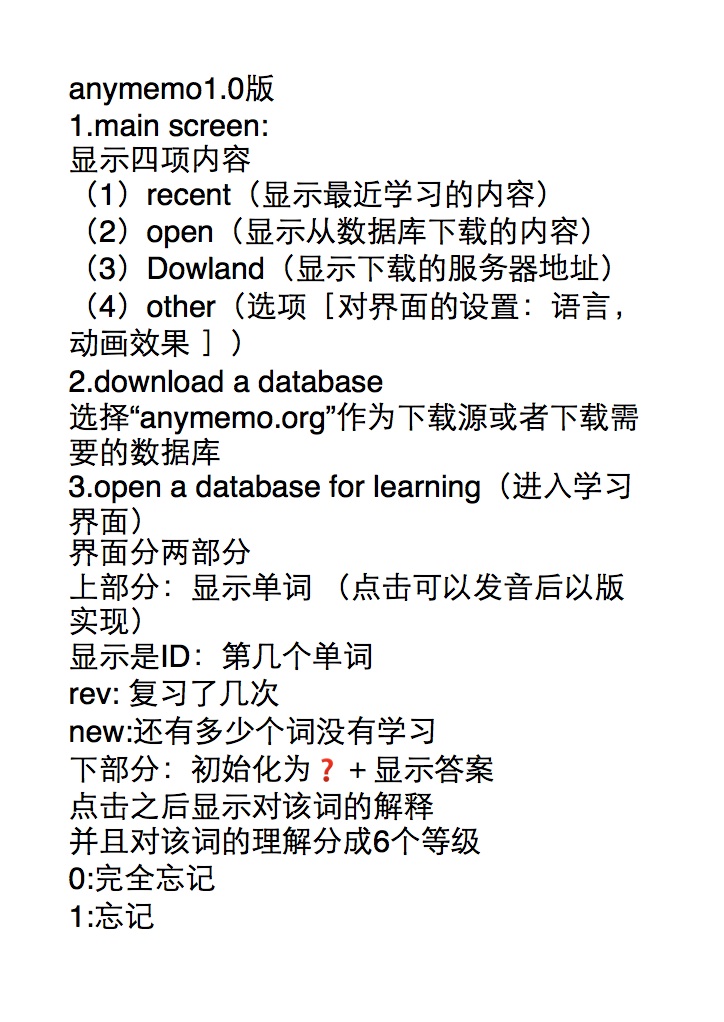 anymemo1.0版
1.main screen:
显示四项内容
（1）recent（显示最近学习的内容）
（2）open（显示从数据库下载的内容）
（3）Dowland（显示下载的服务器地址）
（4）other（选项［对界面的设置：语言，
动画效果 ］）
2.download a database
选择“anymemo.org”作为下载源或者下载需
要的数据库
3.open a database for learning（进入学习
界面）
界面分两部分
上部分：显示单词 （点击可以发音后以版
实现）
显示是ID：第几个单词
rev: 复习了几次
new:还有多少个词没有学习
下部分：初始化为❓＋显示答案
点击之后显示对该词的解释
并且对该词的理解分成6个等级
0:完全忘记
1:忘记